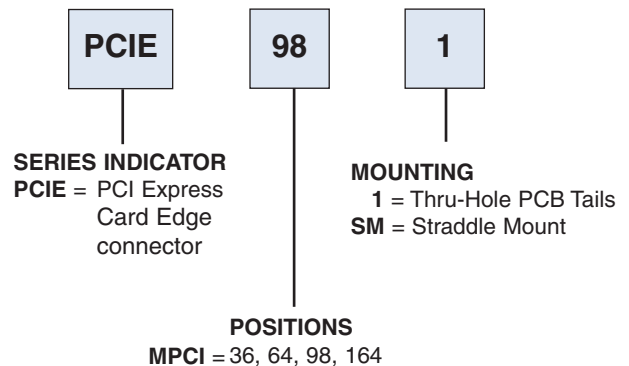 PCIE 98 1
SERIES INDICATOR
PCIE = PCI Express
Card Edge
connector
MOUNTING
1 = Thru-Hole PCB Tails
SM = Straddle Mount
POSITIONS
MPCI = 36, 64, 98, 164